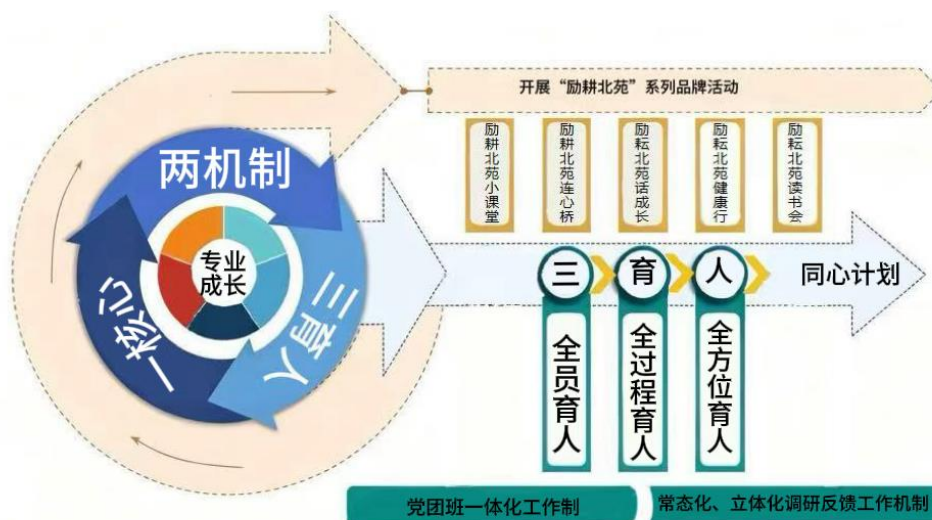 开展“励耕北苑”系列品牌活动
励耕北苑小课堂
励耕北苑连心桥
励耘北苑话成长
励耘北苑健康行
励耘北苑读书会
两机制
一核心
三育人
专业
成长
三
育
人
同心计划
全员育人
全过程育人
全方位育人
党团班一体化工作制
常态化、立体化调研反馈工作机制